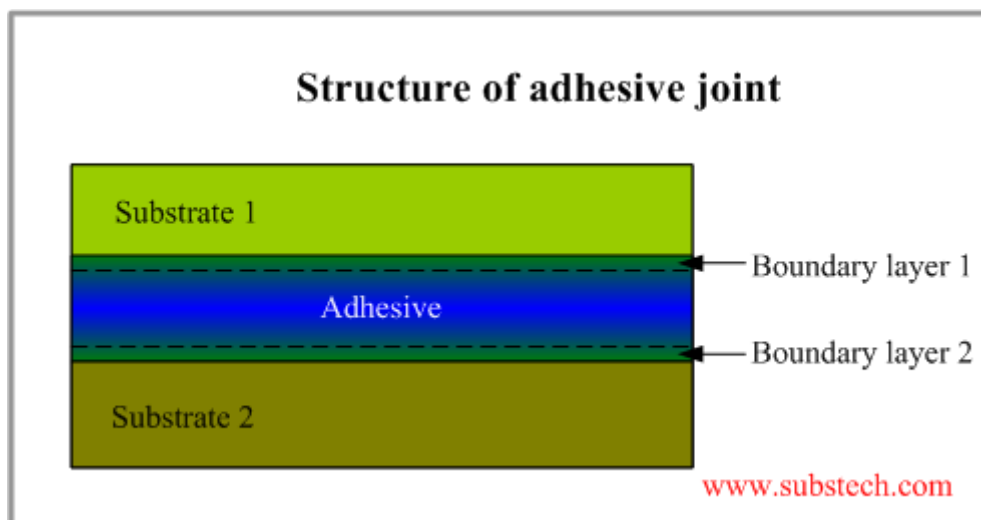 Structure of adhesive joint
Substrate 1
Boundary layer 1
Adhesive
Boundary layer 2
Substrate 2
www.substech.com